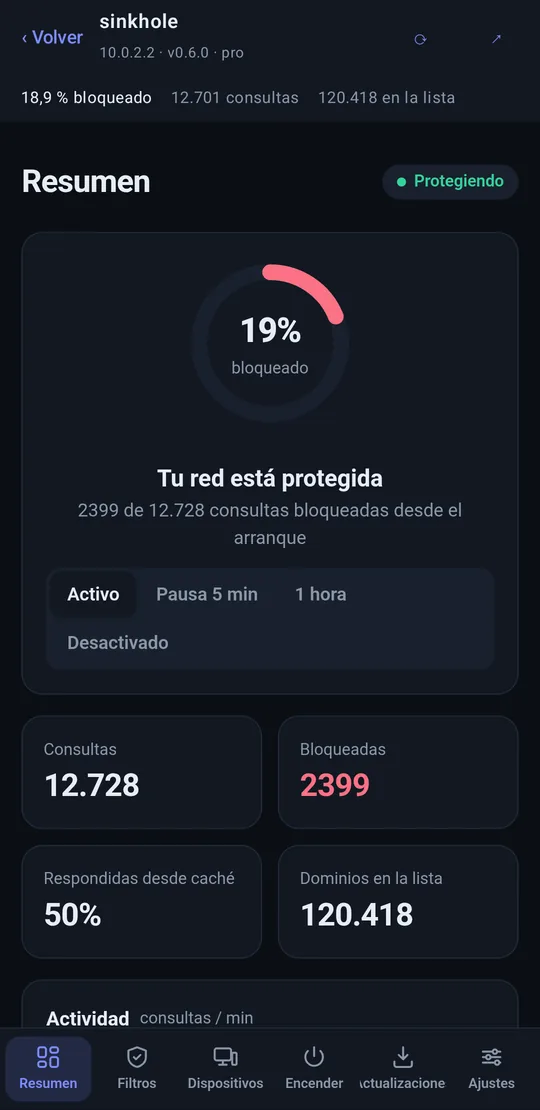 ‹ Volver
sinkhole
10.0.2.2 · v0.6.0 · pro
18,9 % bloqueado 12.701 consultas 120.418 en la lista
Resumen
Protegiendo
19%
bloqueado
Tu red está protegida
2399 de 12.728 consultas bloqueadas desde el
arranque
Activo Pausa 5 min 1 hora
Desactivado
Consultas
12.728
Bloqueadas
2399
Respondidas desde caché
50%
Dominios en la lista
120.418
Actividad consultas / min
Resumen Filtros Dispositivos Encender ctualizacione Ajustes